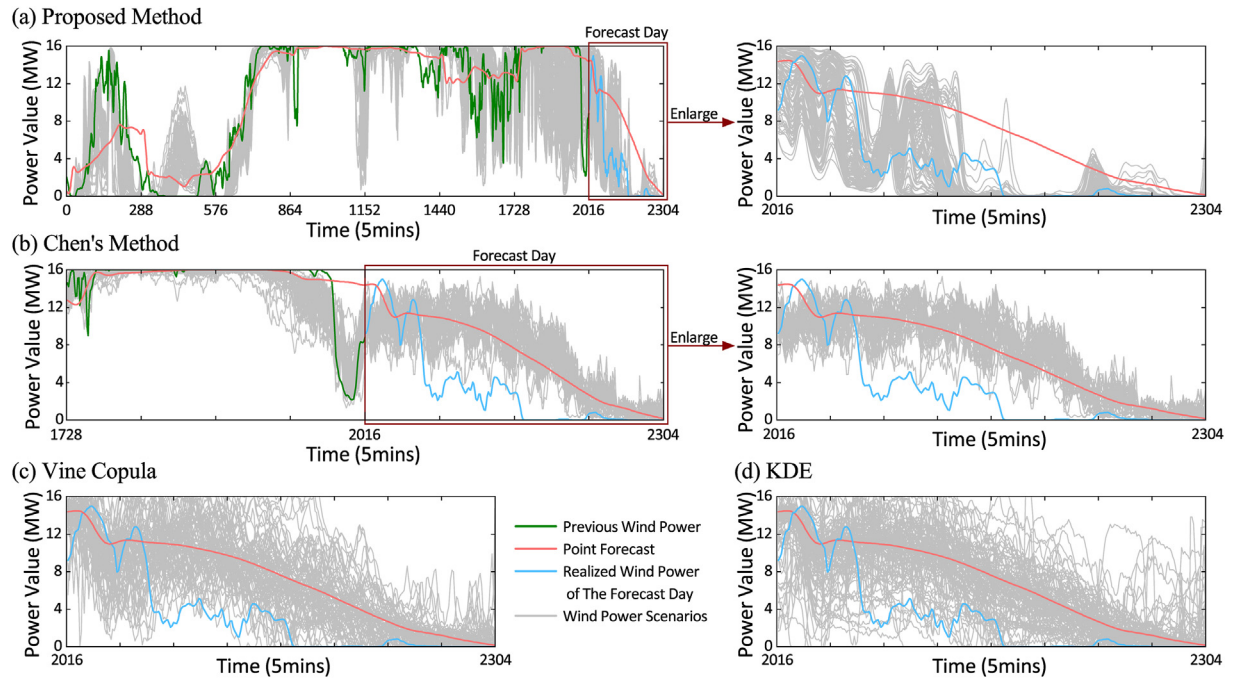 (a) Proposed Method
Forecast Day
Power Value (MW)
16
12
8
4
0
0 288 576 864 1152 1440 1728 2016 2304
Time (5mins)
Enlarge
Power Value (MW)
16
12
8
4
0
2016 2304
Time (5mins)
(b) Chen's Method
Forecast Day
Power Value (MW)
16
12
8
4
0
1728 2016 2304
Time (5mins)
Enlarge
Power Value (MW)
16
12
8
4
0
2016 2304
Time (5mins)
(c) Vine Copula
Power Value (MW)
16
12
8
4
0
2016 2304
Time (5mins)
Previous Wind Power
Point Forecast
Realized Wind Power
of The Forecast Day
Wind Power Scenarios
(d) KDE
Power Value (MW)
16
12
8
4
0
2016 2304
Time (5mins)